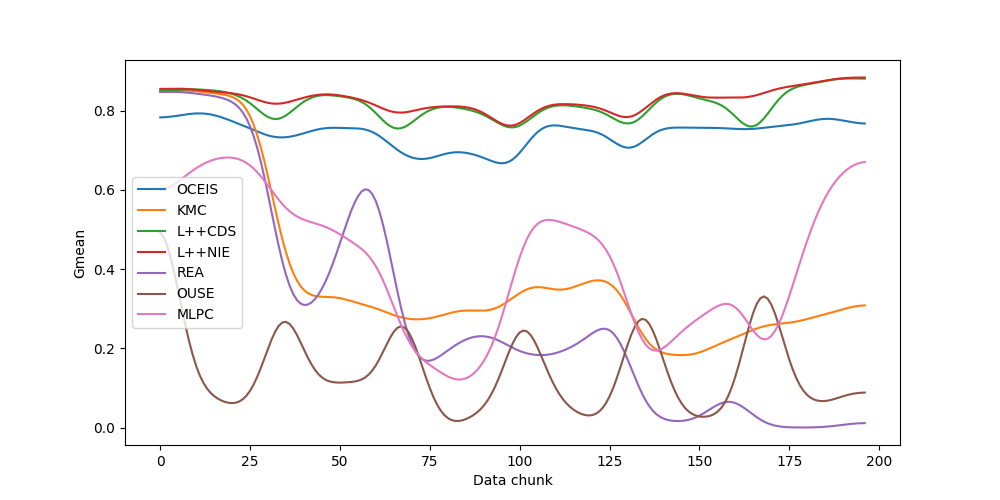 Gmean
0.8
0.6
0.4
0.2
0.0
OCEIS
KMC
L++CDS
L++NIE
REA
OUSE
MLPC
0 25 50 75 100 125 150 175 200
Data chunk